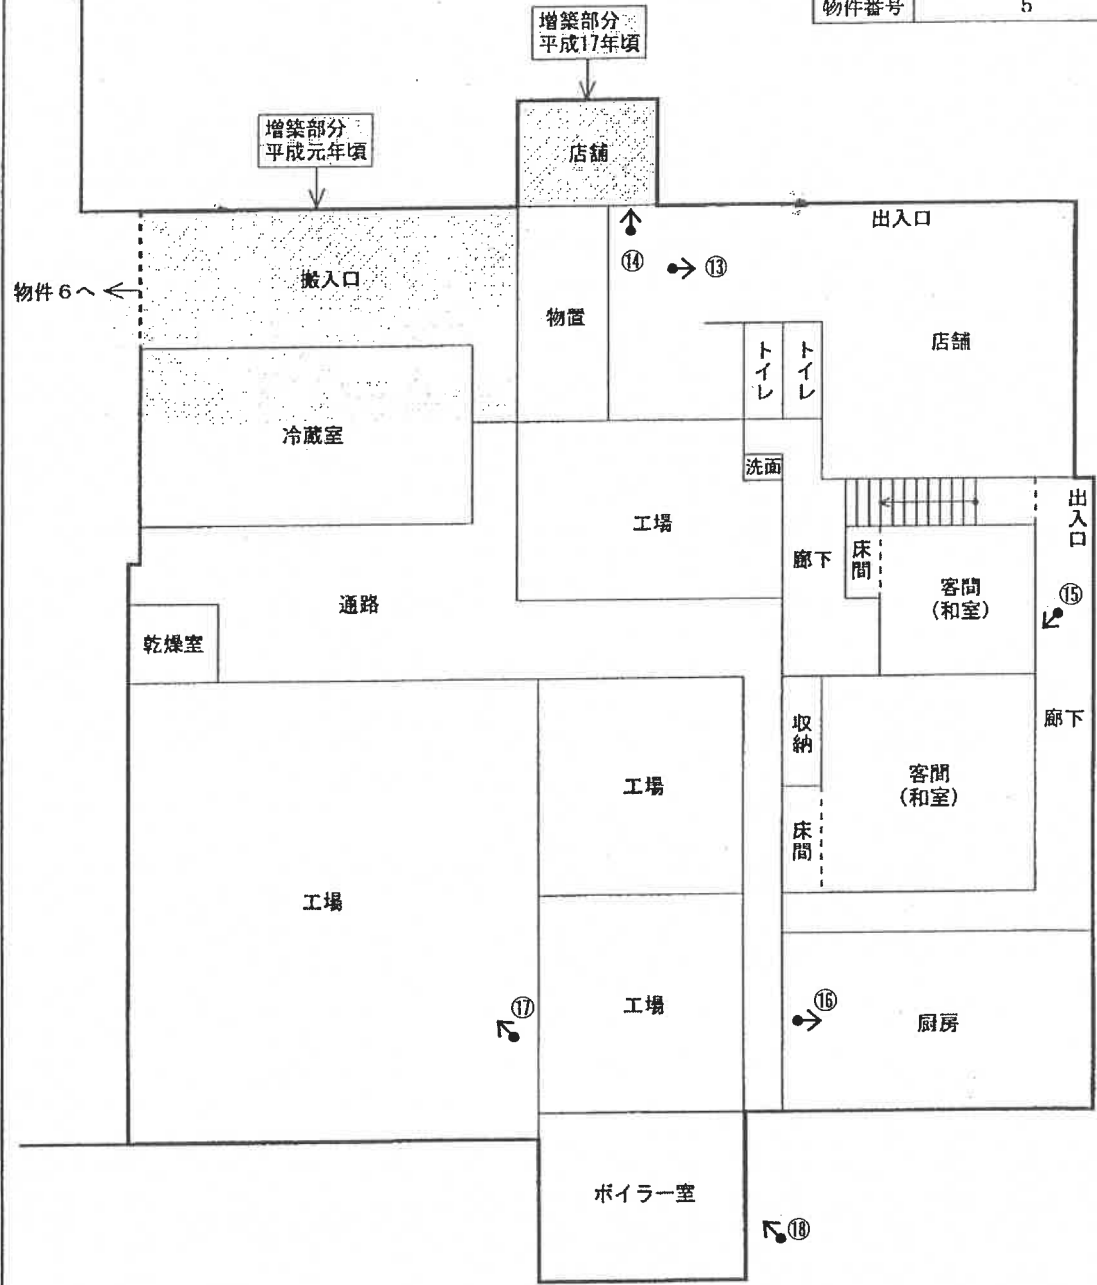 物件番号 5
増築部分
平成17年頃
増築部分
平成元年頃
店舗
出入口
搬入口
⑭
⑬
物件6へ
物置
トイレ
トイレ
店舗
冷蔵室
洗面
工場
出入口
廊下
床間
客間
(和室)
⑮
通路
乾燥室
収納
廊下
客間
(和室)
工場
床間
工場
工場
⑰
⑯
厨房
ボイラー室
⑱